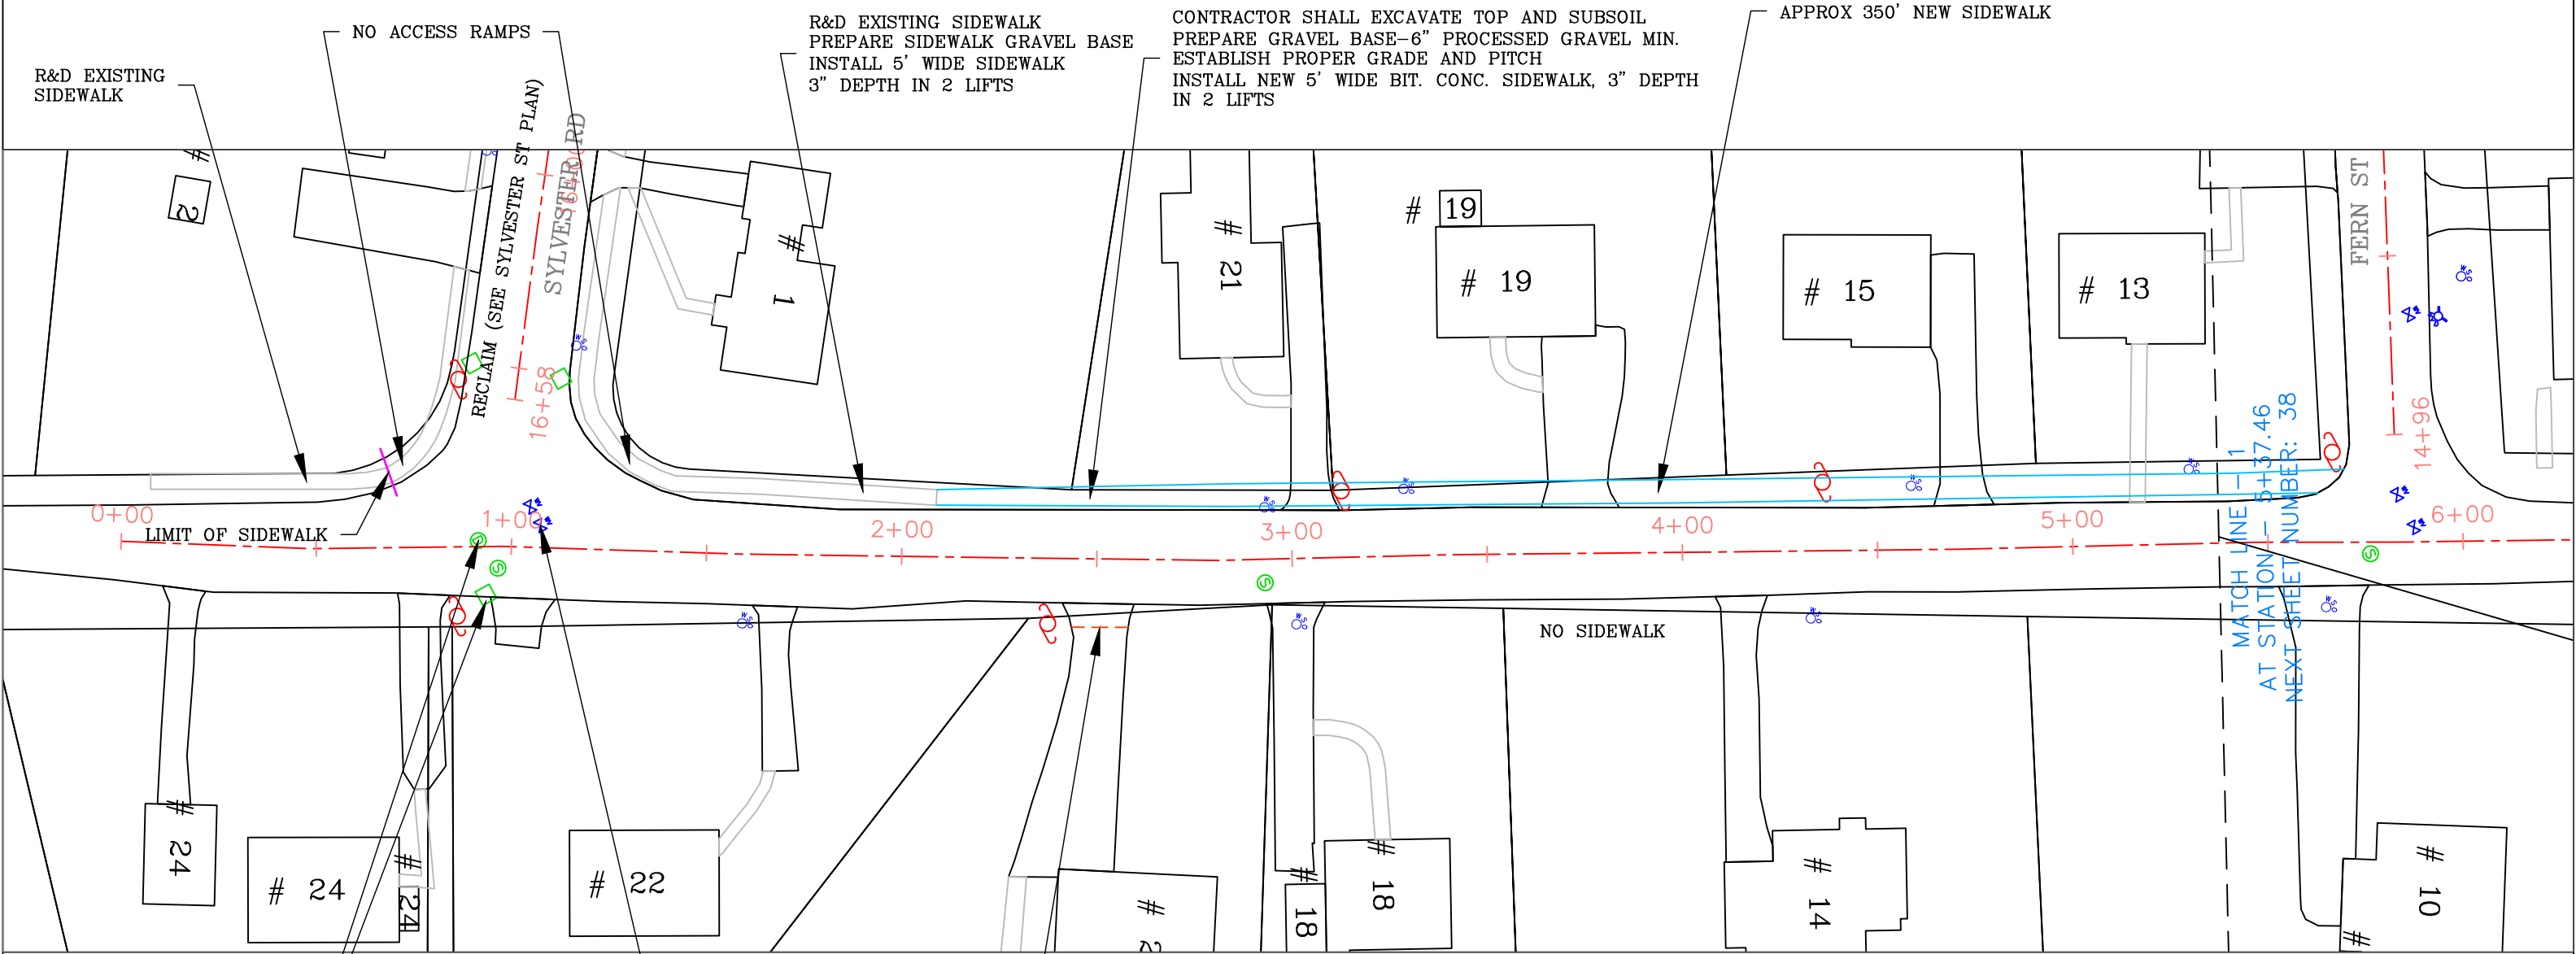 R&D EXISTING
SIDEWALK
NO ACCESS RAMPS
R&D EXISTING SIDEWALK
PREPARE SIDEWALK GRAVEL BASE
INSTALL 5' WIDE SIDEWALK
3" DEPTH IN 2 LIFTS
CONTRACTOR SHALL EXCAVATE TOP AND SUBSOIL
PREPARE GRAVEL BASE-6" PROCESSED GRAVEL MIN.
ESTABLISH PROPER GRADE AND PITCH
INSTALL NEW 5' WIDE BIT. CONC. SIDEWALK, 3" DEPTH
IN 2 LIFTS
APPROX 350' NEW SIDEWALK
RECLAIM (SEE SYLVESTER ST PLAN)
SYLVESTER RD
16+58
FERN ST
14+96
#
2
# 1
# 21
# 19
# 19
# 15
# 13
0+00
1+00
2+00
3+00
4+00
5+00
6+00
LIMIT OF SIDEWALK
NO SIDEWALK
MATCH LINE - 1
AT STATION - 5+37.46
NEXT SHEET NUMBER: 38
# 24
# 24
# 24
# 22
# 18
# 18
# 14
# 10
#